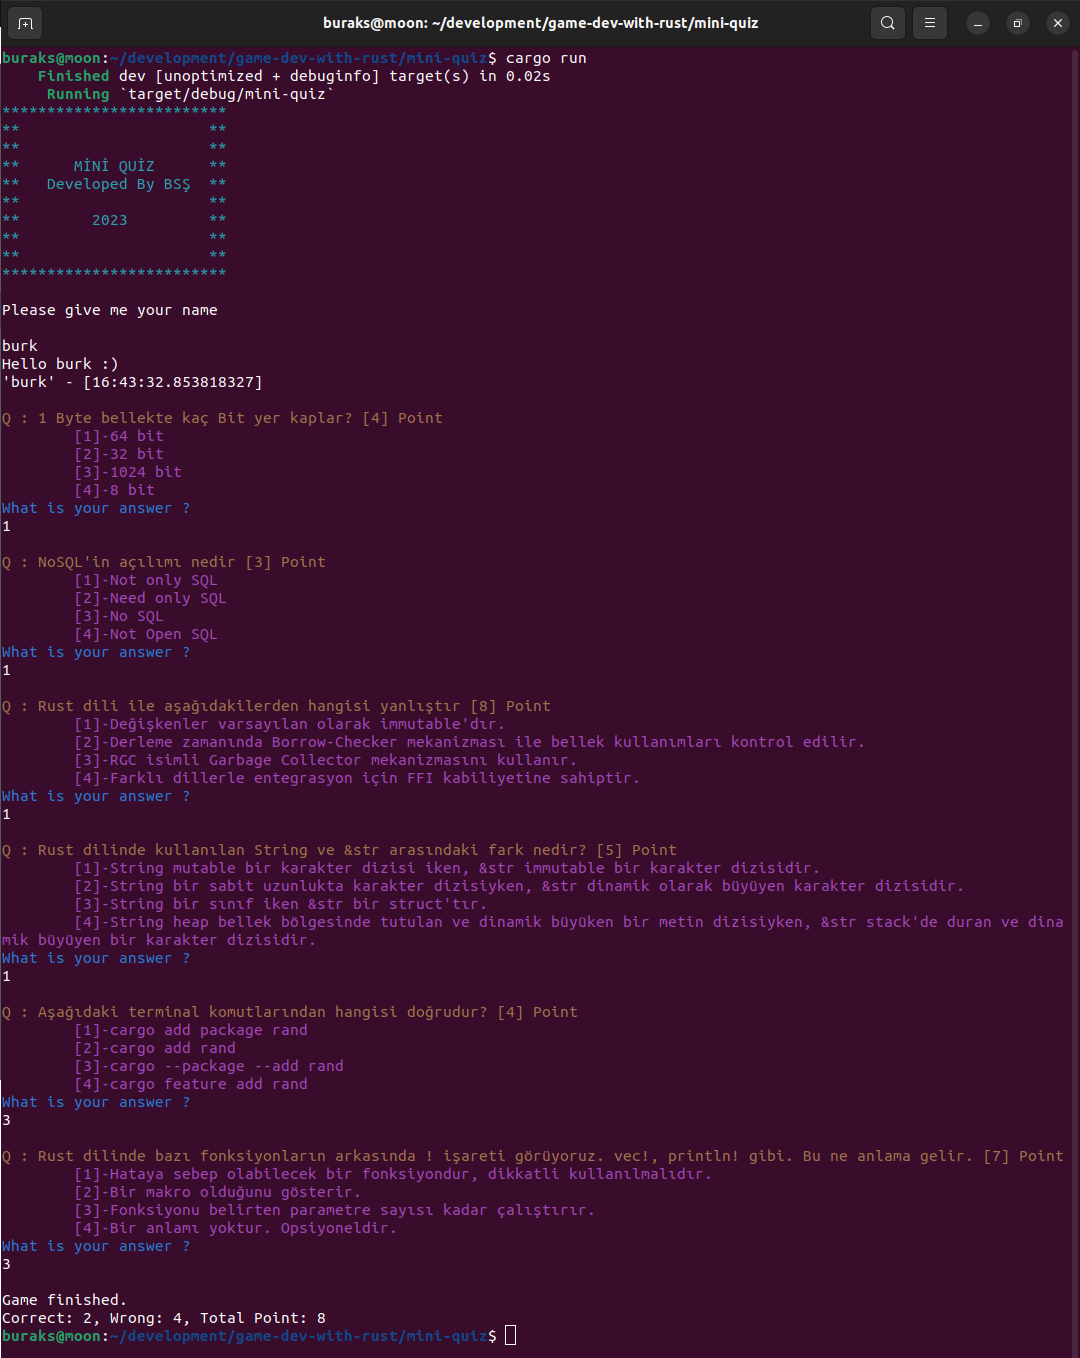 buraks@moon: ~/development/game-dev-with-rust/mini-quiz
buraks@moon:~/development/game-dev-with-rust/mini-quiz$ cargo run
    Finished dev [unoptimized + debuginfo] target(s) in 0.02s
     Running `target/debug/mini-quiz`
*************************
**                     **
**                     **
**      MİNİ QUİZ      **
**   Developed By BSŞ  **
**                     **
**        2023         **
**                     **
**                     **
*************************
Please give me your name
burk
Hello burk :)
'burk' - [16:43:32.853818327]
Q : 1 Byte bellekte kaç Bit yer kaplar? [4] Point
        [1]-64 bit
        [2]-32 bit
        [3]-1024 bit
        [4]-8 bit
What is your answer ?
1
Q : NoSQL'in açılımı nedir [3] Point
        [1]-Not only SQL
        [2]-Need only SQL
        [3]-No SQL
        [4]-Not Open SQL
What is your answer ?
1
Q : Rust dili ile aşağıdakilerden hangisi yanlıştır [8] Point
        [1]-Değişkenler varsayılan olarak immutable'dır.
        [2]-Derleme zamanında Borrow-Checker mekanizması ile bellek kullanımları kontrol edilir.
        [3]-RGC isimli Garbage Collector mekanizmasını kullanır.
        [4]-Farklı dillerle entegrasyon için FFI kabiliyetine sahiptir.
What is your answer ?
1
Q : Rust dilinde kullanılan String ve &str arasındaki fark nedir? [5] Point
        [1]-String mutable bir karakter dizisi iken, &str immutable bir karakter dizisidir.
        [2]-String bir sabit uzunlukta karakter dizisiyken, &str dinamik olarak büyüyen karakter dizisidir.
        [3]-String bir sınıf iken &str bir struct'tır.
        [4]-String heap bellek bölgesinde tutulan ve dinamik büyüken bir metin dizisiyken, &str stack'de duran ve dina
mik büyüyen bir karakter dizisidir.
What is your answer ?
1
Q : Aşağıdaki terminal komutlarından hangisi doğrudur? [4] Point
        [1]-cargo add package rand
        [2]-cargo add rand
        [3]-cargo --package --add rand
        [4]-cargo feature add rand
What is your answer ?
3
Q : Rust dilinde bazı fonksiyonların arkasında ! işareti görüyoruz. vec!, println! gibi. Bu ne anlama gelir. [7] Point
        [1]-Hataya sebep olabilecek bir fonksiyondur, dikkatli kullanılmalıdır.
        [2]-Bir makro olduğunu gösterir.
        [3]-Fonksiyonu belirten parametre sayısı kadar çalıştırır.
        [4]-Bir anlamı yoktur. Opsiyoneldir.
What is your answer ?
3
Game finished.
Correct: 2, Wrong: 4, Total Point: 8
buraks@moon:~/development/game-dev-with-rust/mini-quiz$